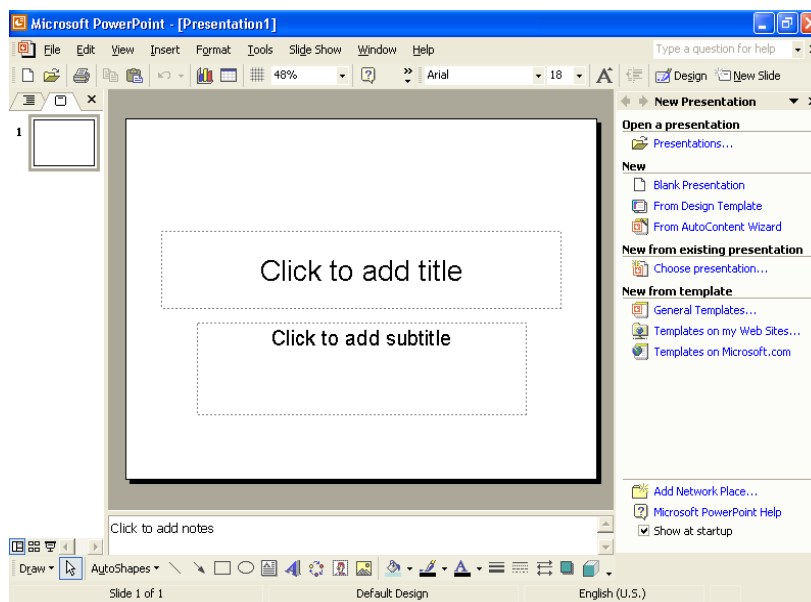 Microsoft PowerPoint - [Presentation1]
File Edit View Insert Format Tools Slide Show Window Help Type a question for help
48% Arial 18 A Design New Slide
1
New Presentation
Open a presentation
Presentations...
New
Blank Presentation
From Design Template
From AutoContent Wizard
New from existing presentation
Choose presentation...
New from template
General Templates...
Templates on my Web Sites...
Templates on Microsoft.com
Click to add title
Click to add subtitle
Add Network Place...
Microsoft PowerPoint Help
Show at startup
Click to add notes
Draw AutoShapes
Slide 1 of 1 Default Design English (U.S.)